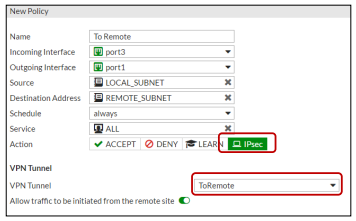 New Policy
Name To Remote
Incoming Interface port3
Outgoing Interface port1
Source LOCAL_SUBNET
Destination Address REMOTE_SUBNET
Schedule always
Service ALL
Action ACCEPT DENY LEARN IPsec
VPN Tunnel
VPN Tunnel ToRemote
Allow traffic to be initiated from the remote site